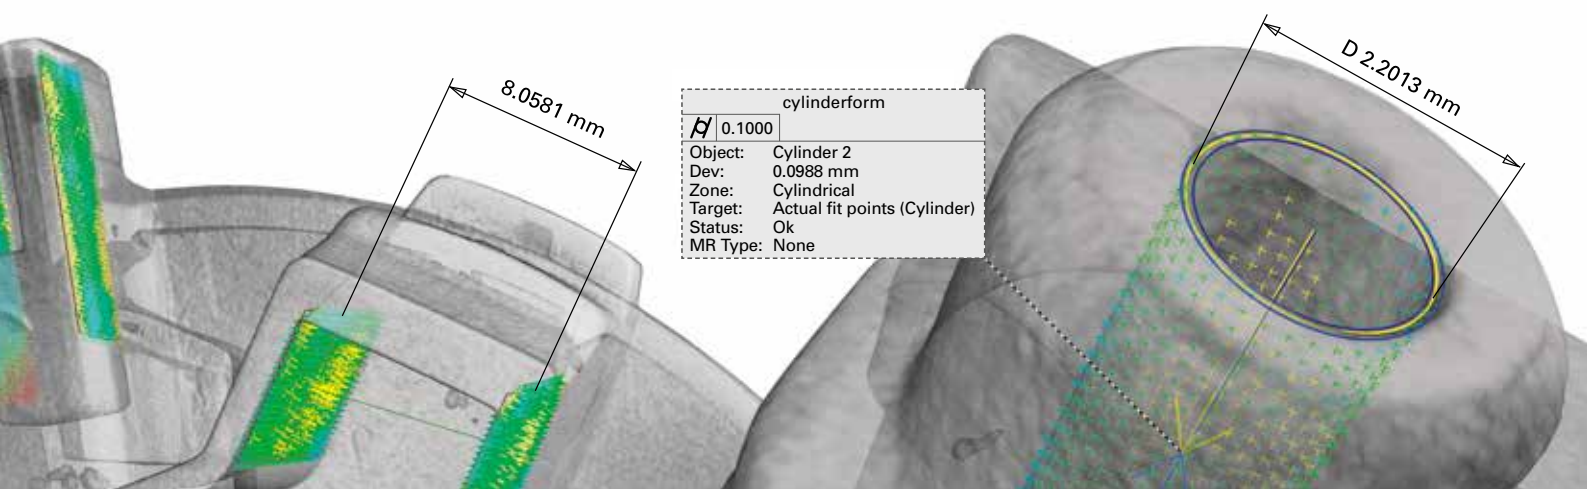 8.0581 mm
cylinderform
0.1000
Object: Cylinder 2
Dev: 0.0988 mm
Zone: Cylindrical
Target: Actual fit points (Cylinder)
Status: Ok
MR Type: None
D 2.2013 mm